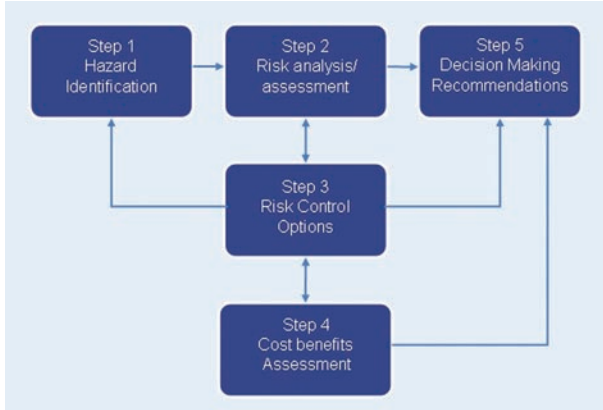 Step 1
Hazard
Identification
Step 2
Risk analysis/
assessment
Step 5
Decision Making
Recommendations
Step 3
Risk Control
Options
Step 4
Cost benefits
Assessment